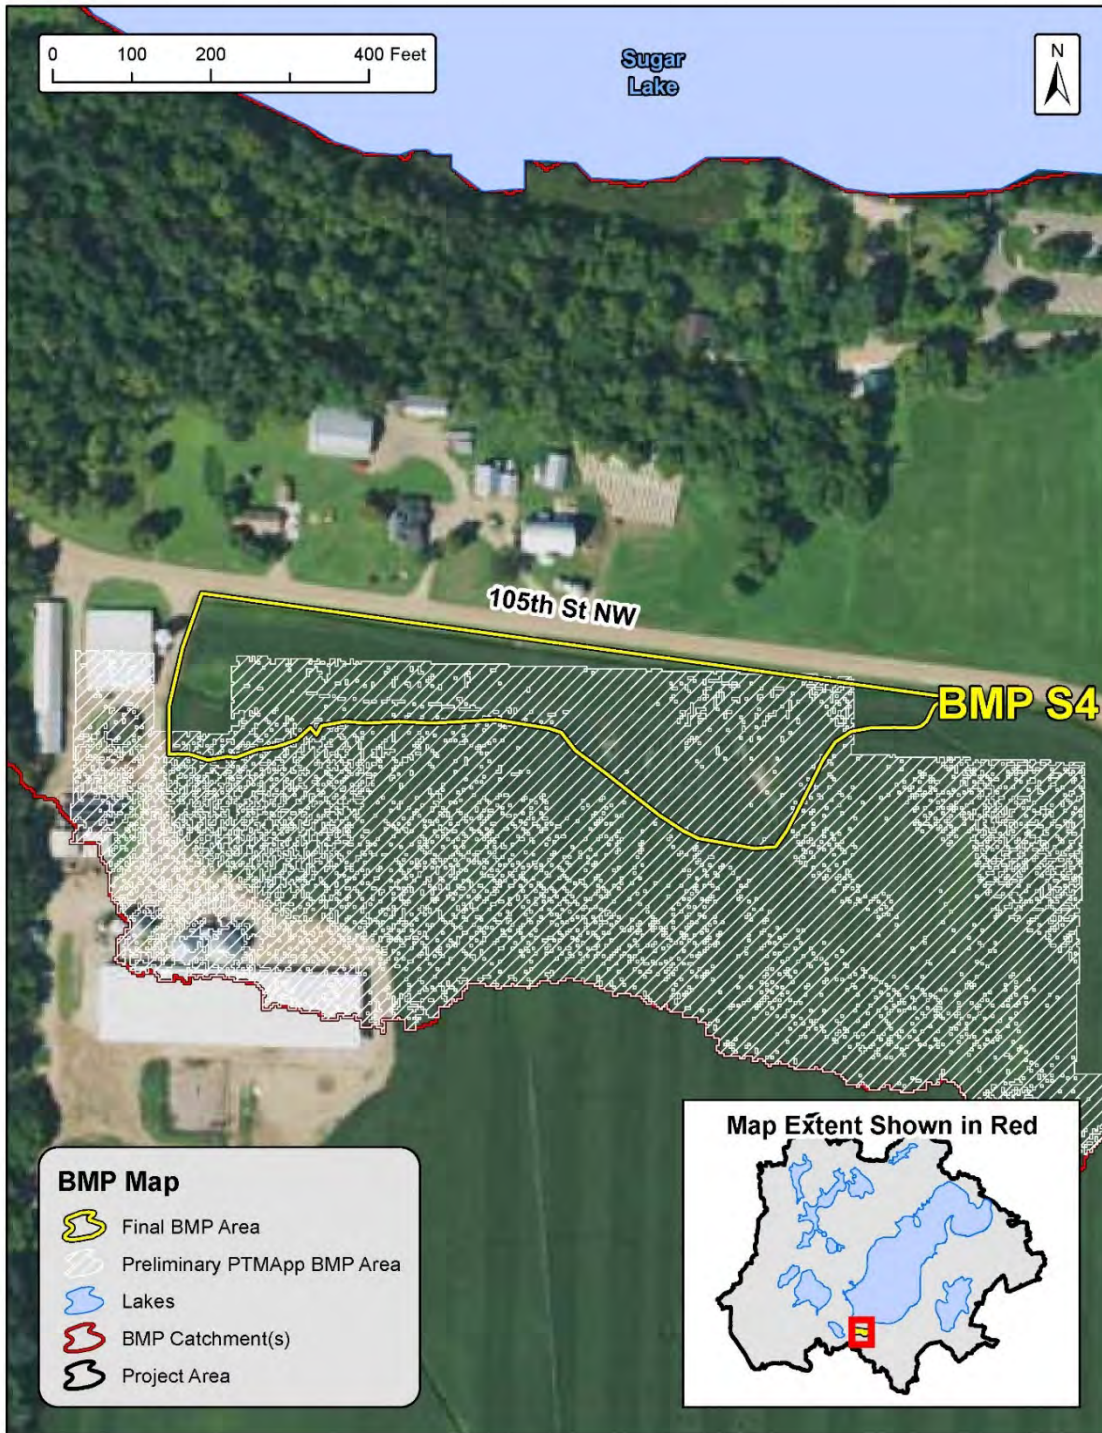 0 100 200 400 Feet
Sugar
Lake
N
105th St NW
BMP S4
Map Extent Shown in Red
BMP Map
Final BMP Area
Preliminary PTMApp BMP Area
Lakes
BMP Catchment(s)
Project Area